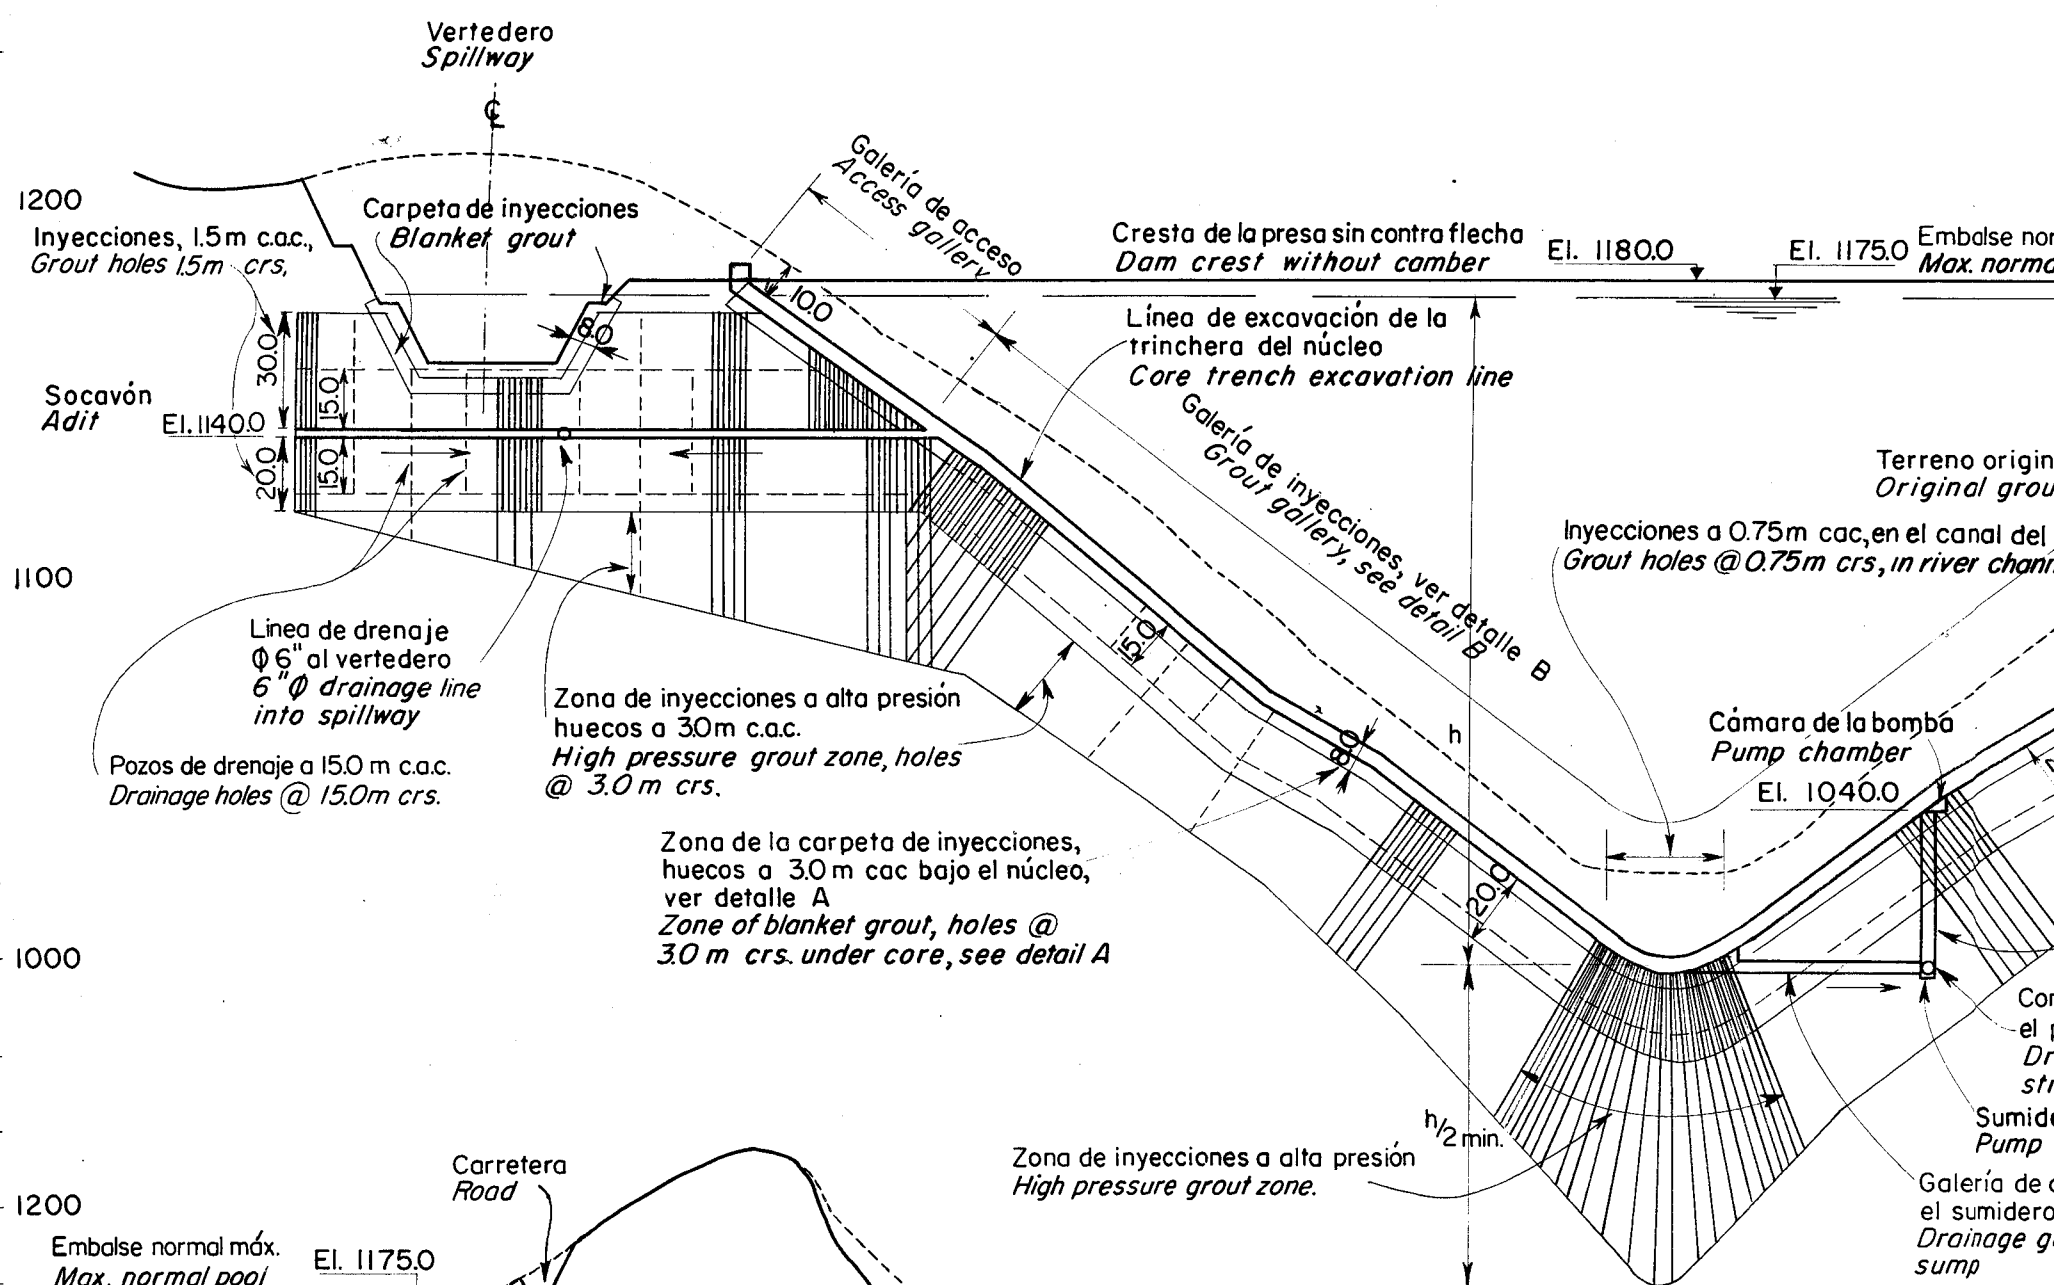 Vertedero
Spillway
℄
1200
Inyecciones, 1.5m c.a.c.,
Grout holes 1.5m crs,
Carpeta de inyecciones
Blanket grout
Galería de acceso
Access gallery
Cresta de la presa sin contra flecha
Dam crest without camber
El. 1180.0
El. 1175.0
Embalse nor
Max. norma
10.0
8.0
30.0
15.0
Línea de excavación de la
trinchera del núcleo
Core trench excavation line
Socavón
Adit
El. 1140.0
20.0
15.0
Galería de inyecciones, ver detalle B
Grout gallery, see detail B
Terreno origin
Original grou
Inyecciones a 0.75m cac, en el canal del
Grout holes @ 0.75m crs, in river chann
1100
Linea de drenaje
Φ 6" al vertedero
6"Φ drainage line
into spillway
15.0
Zona de inyecciones a alta presión
huecos a 3.0m c.a.c.
High pressure grout zone, holes
@ 3.0 m crs.
Pozos de drenaje a 15.0 m c.a.c.
Drainage holes @ 15.0m crs.
8.0
h
Cámara de la bomba
Pump chamber
El. 1040.0
Zona de la carpeta de inyecciones,
huecos a 3.0 m cac bajo el núcleo,
ver detalle A
Zone of blanket grout, holes @
3.0 m crs. under core, see detail A
20.0
1000
Con
el p
Dr
str
Sumide
Pump
h/2 min.
Zona de inyecciones a alta presión
High pressure grout zone.
Galería de d
el sumidero
Drainage ga
sump
Carretera
Road
1200
Embalse normal máx.
Max. normal pool
El. 1175.0